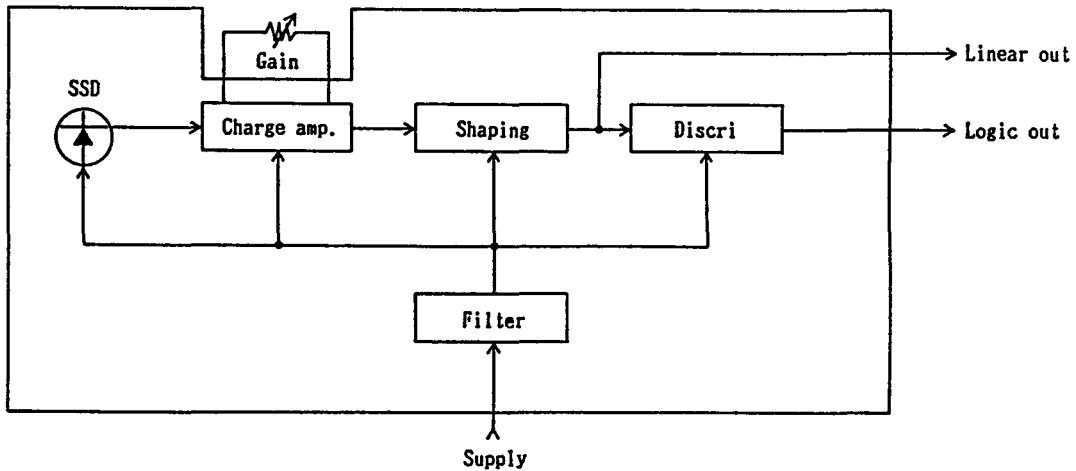 Gain
SSD
Charge amp.
Shaping
Discri
Linear out
Logic out
Filter
Supply